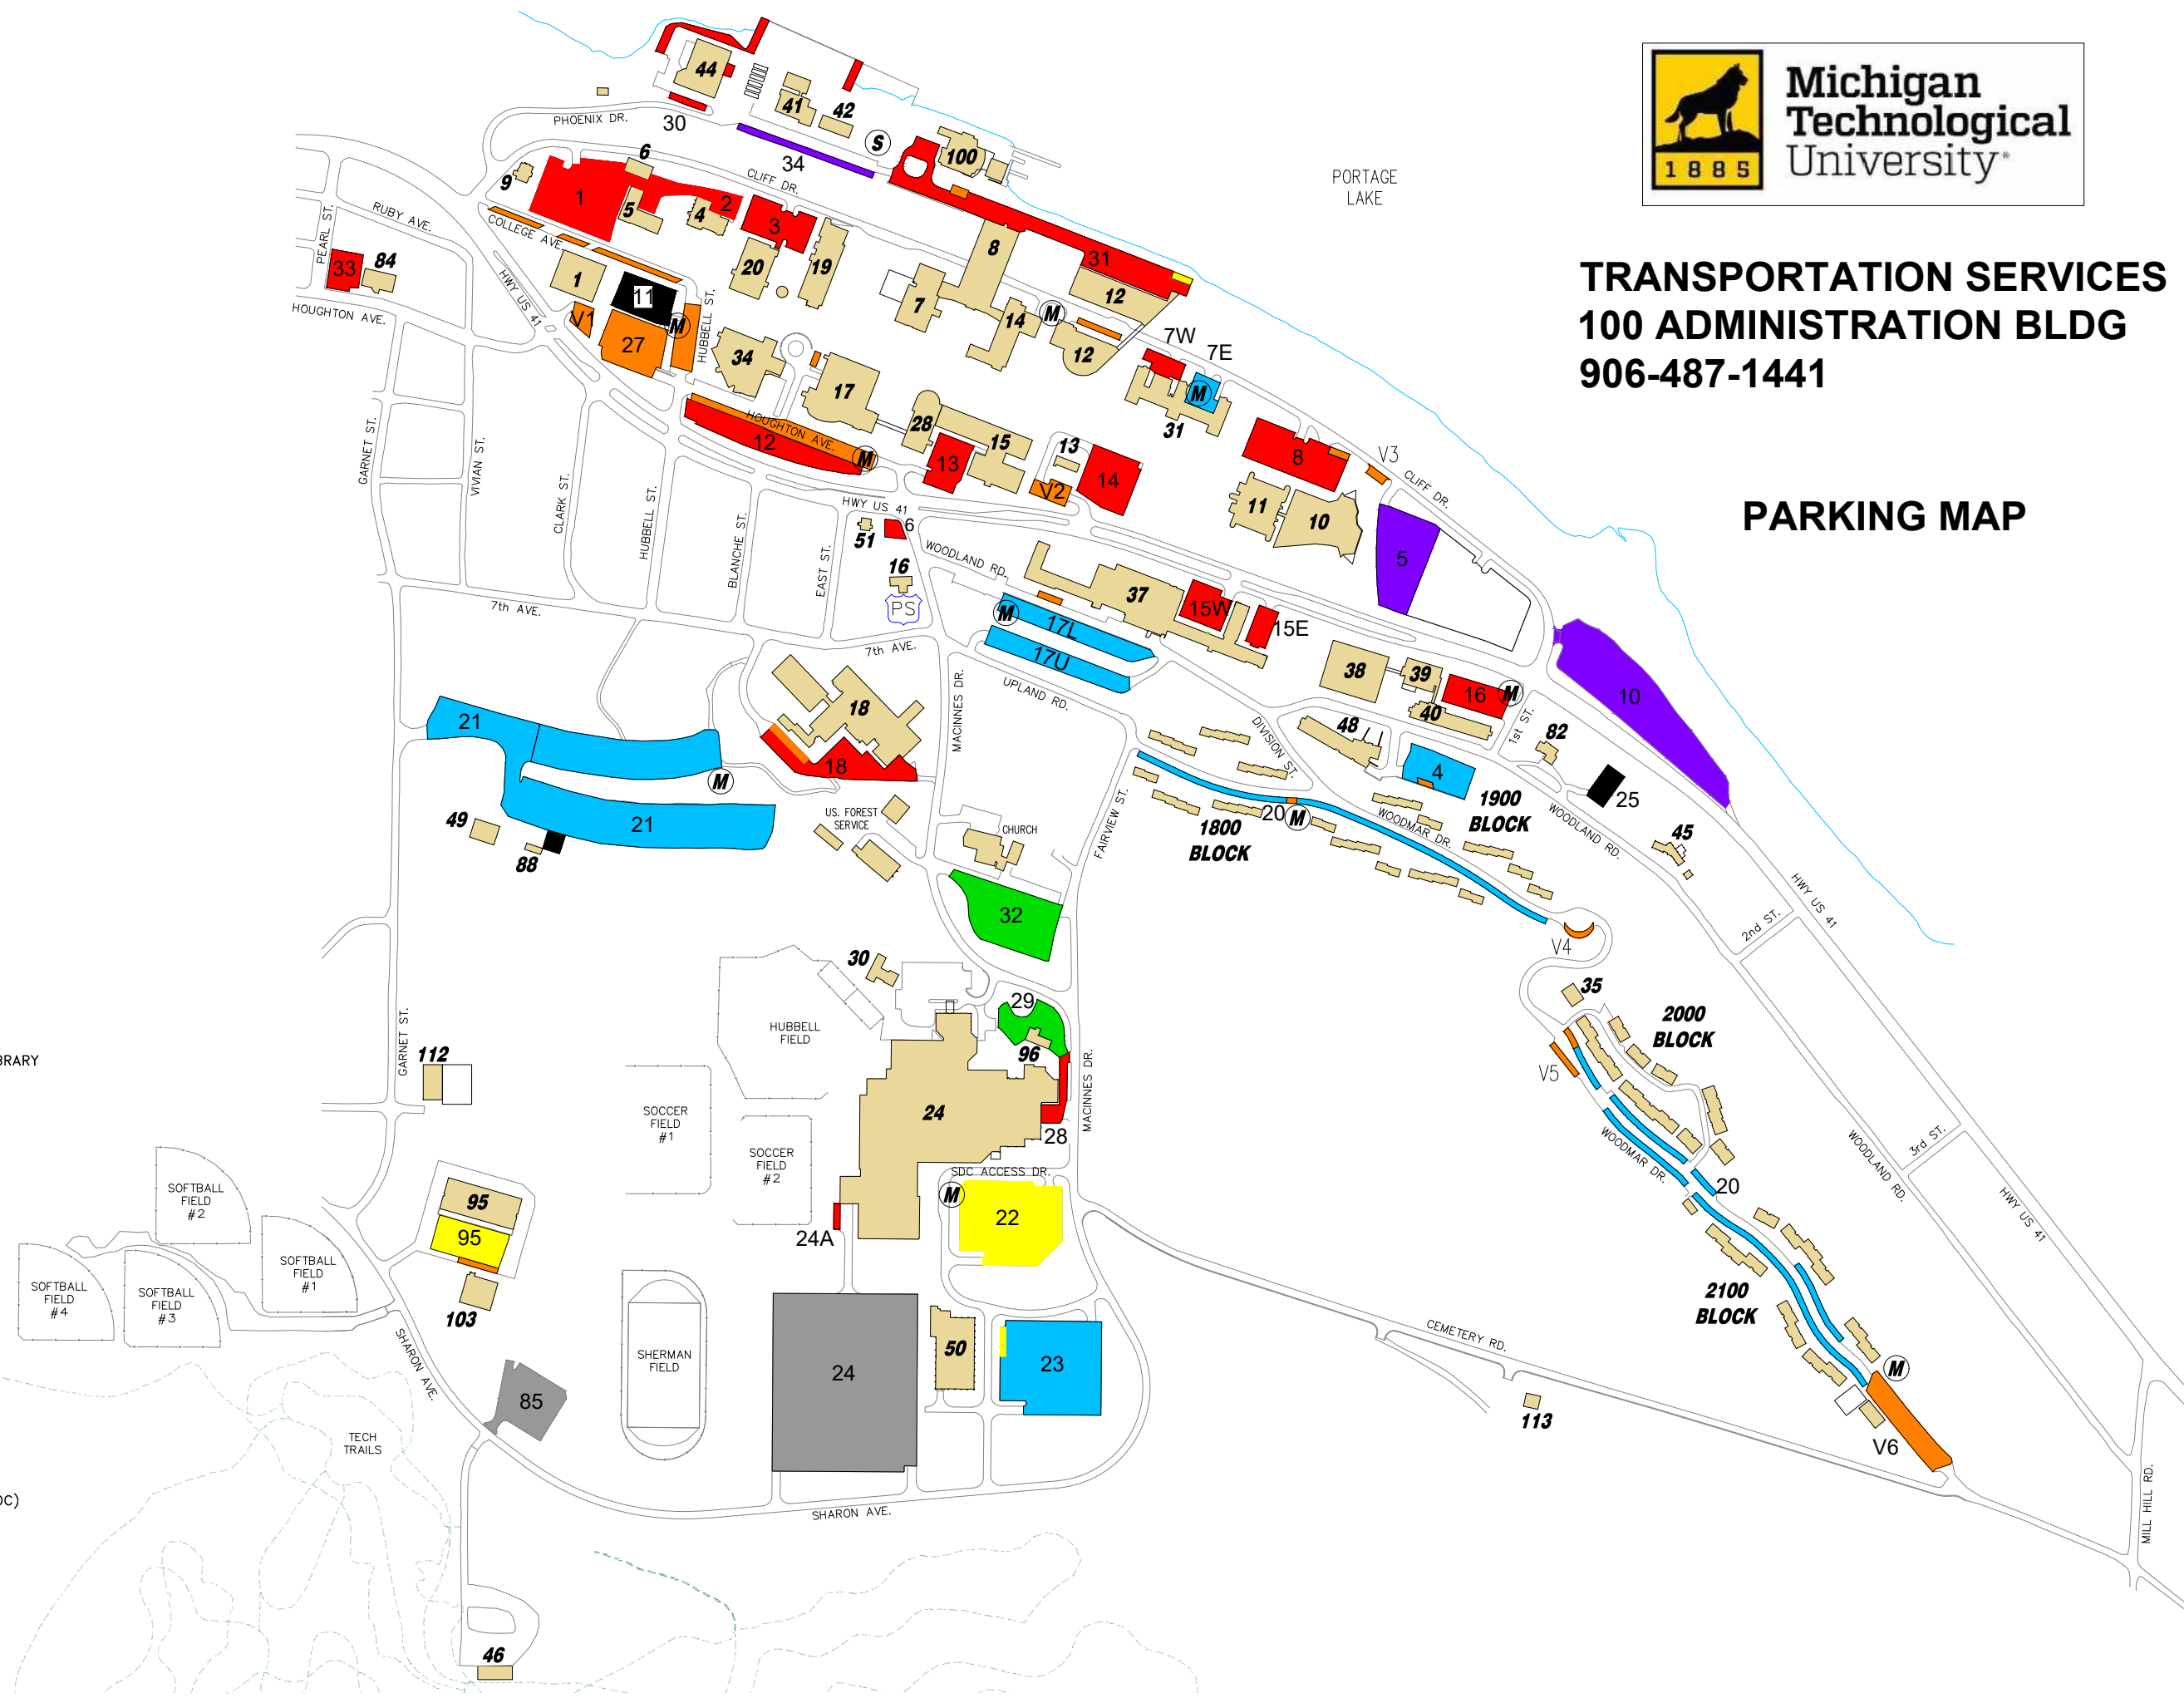 Michigan
Technological
University
1885
TRANSPORTATION SERVICES
100 ADMINISTRATION BLDG
906-487-1441
PARKING MAP
PORTAGE
LAKE
44
30
PHOENIX DR.
41
42
S
34
100
9
6
1
5
4
2
3
CLIFF DR.
COLLEGE AVE.
RUBY AVE.
PEARL ST.
33
84
HOUGHTON AVE.
HWY US 41
1
11
V1
27
M
HUBBELL ST.
20
19
7
8
14
M
12
31
12
7W
7E
M
31
34
17
HOUGHTON AVE.
12
M
28
15
13
13
V2
14
8
V3
CLIFF DR.
11
10
5
10
GARNET ST.
VIVIAN ST.
CLARK ST.
HUBBELL ST.
BLANCHE ST.
EAST ST.
HWY US 41
51
6
16
PS
WOODLAND RD.
37
15W
15E
M
17L
17U
UPLAND RD.
7th AVE.
7th AVE.
MACINNES DR.
38
39
16
M
40
1st ST.
48
82
4
25
DIVISION ST.
18
18
21
21
M
49
88
US. FOREST
SERVICE
CHURCH
FAIRVIEW ST.
20
M
1800
BLOCK
WOODMAR DR.
1900
BLOCK
WOODLAND RD.
45
HWY US 41
2nd ST.
32
V4
30
29
96
35
2000
BLOCK
V5
HUBBELL
FIELD
GARNET ST.
112
BRARY
SOCCER
FIELD
#1
SOCCER
FIELD
#2
24
28
MACINNES DR.
SDC ACCESS DR.
M
22
24A
WOODMAR DR.
20
WOODLAND RD.
3rd ST.
HWY US 41
95
95
103
SOFTBALL
FIELD
#2
SOFTBALL
FIELD
#1
SOFTBALL
FIELD
#4
SOFTBALL
FIELD
#3
SHARON AVE.
85
SHERMAN
FIELD
24
50
23
CEMETERY RD.
113
2100
BLOCK
M
V6
MILL HILL RD.
TECH
TRAILS
SHARON AVE.
DC)
46